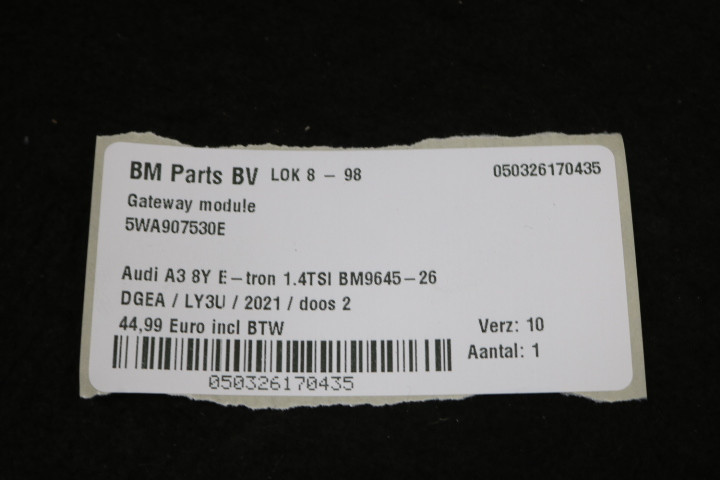 BM Parts BV LOK 8 - 98 050326170435
Gateway module
5WA907530E
Audi A3 8Y E-tron 1.4TSI BM9645-26
DGEA / LY3U / 2021 / doos 2
44,99 Euro incl BTW Verz: 10
Aantal: 1
050326170435